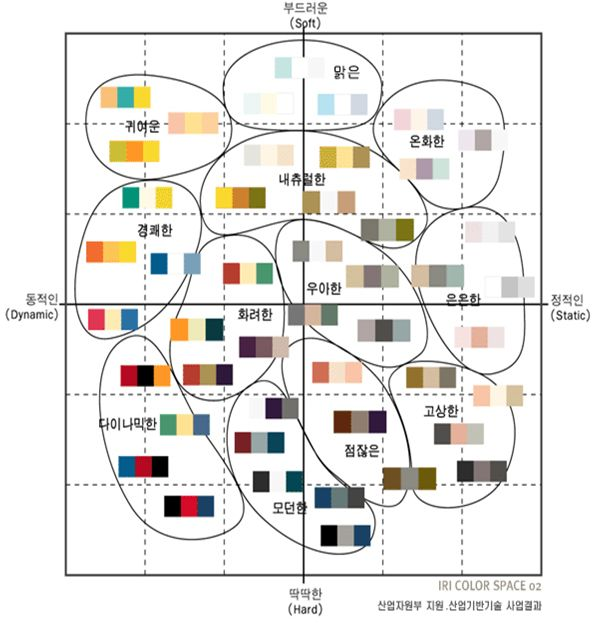 부드러운
(Soft)
맑은
귀여운
온화한
내츄럴한
경쾌한
우아한
은은한
동적인
(Dynamic)
정적인
(Static)
화려한
고상한
다이나믹한
점잖은
모던한
IRI COLOR SPACE 02
딱딱한
(Hard)
산업자원부 지원 .산업기반기술 사업결과